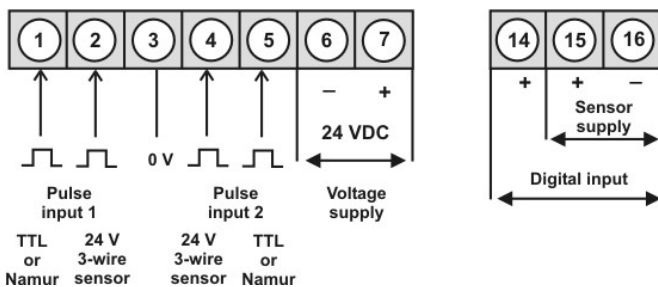 1 2 3 4 5 6 7 14 15 16
– + + + –
24 VDC
Sensor
supply
0 V
Digital input
Pulse
input 1
Pulse
input 2
Voltage
supply
TTL
or
Namur
24 V
3-wire
sensor
24 V
3-wire
sensor
TTL
or
Namur